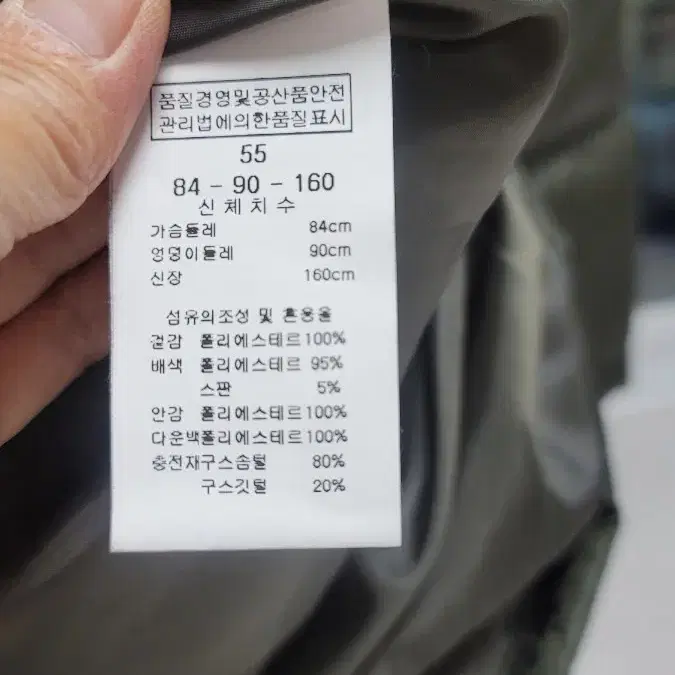 품질경영및공산품안전
관리법에의한품질표시
55
84 - 90 - 160
신체치수
가슴둘레 84cm
엉덩이둘레 90cm
신장 160cm
섬유의조성 및 혼용율
겉감 폴리에스테르100%
배색 폴리에스테르 95%
스판 5%
안감 폴리에스테르100%
다운백폴리에스테르100%
충전재구스솜털 80%
구스깃털 20%